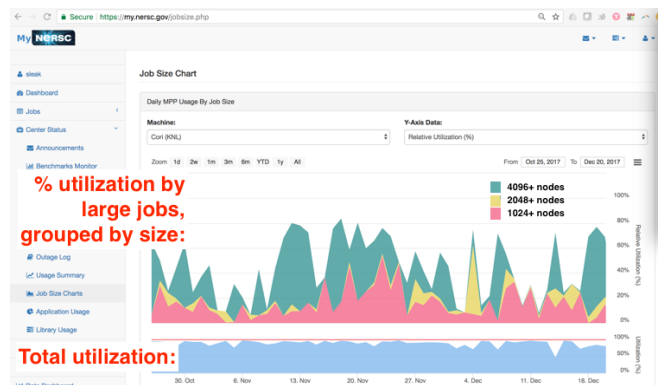 Secure https://my.nersc.gov/jobsize.php
My NERSC
sleak
Job Size Chart
Dashboard
Daily MPP Usage By Job Size
Jobs
Machine:
Y-Axis Data:
Center Status
Cori (KNL)
Relative Utilization (%)
Announcements
Benchmarks Monitor
Zoom 1d 2w 1m 3m 6m YTD 1y All
From Oct 25, 2017 To Dec 20, 2017
% utilization by
large jobs,
grouped by size:
4096+ nodes
2048+ nodes
1024+ nodes
100%
80%
60%
40%
20%
0%
Relative Utilization (%)
Outage Log
Usage Summary
Job Size Charts
Application Usage
Library Usage
Total utilization:
100%
50%
0%
Utilization (%)
30. Oct
6. Nov
13. Nov
20. Nov
27. Nov
4. Dec
11. Dec
18. Dec